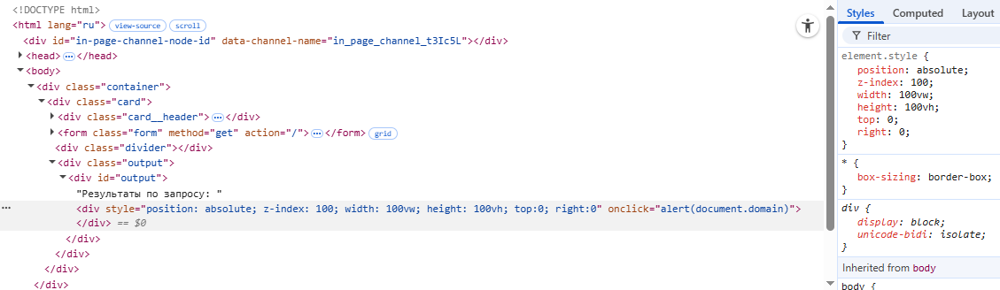 <!DOCTYPE html>
<html lang="ru"> view-source scroll
<div id="in-page-channel-node-id" data-channel-name="in_page_channel_t3Ic5L"></div>
<head> ⋯ </head>
<body>
<div class="container">
<div class="card">
<div class="card__header"> ⋯ </div>
<form class="form" method="get" action="/"> ⋯ </form> grid
<div class="divider"></div>
<div class="output">
<div id="output">
"Результаты по запросу: "
<div style="position: absolute; z-index: 100; width: 100vw; height: 100vh; top:0; right:0" onclick="alert(document.domain)">
</div> == $0
</div>
</div>
</div>
</div>
Styles Computed Layout
Filter
element.style {
position: absolute;
z-index: 100;
width: 100vw;
height: 100vh;
top: 0;
right: 0;
}
* {
box-sizing: border-box;
}
div {
display: block;
unicode-bidi: isolate;
}
Inherited from body
body {